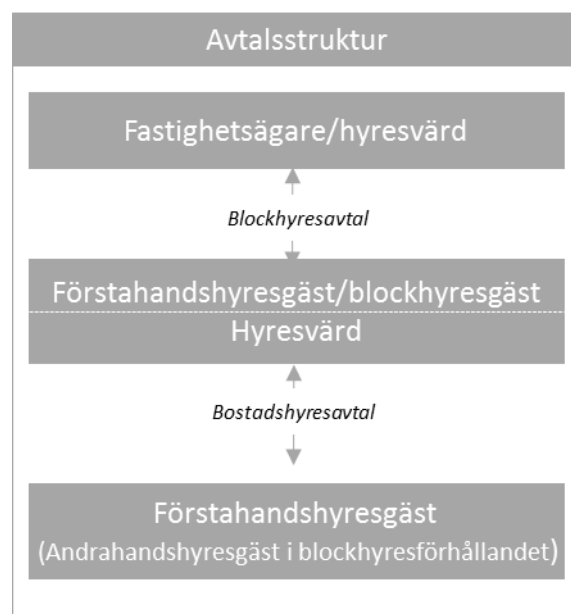 Avtalsstruktur
Fastighetsägare/hyresvärd
Blockhyresavtal
Förstahandshyresgäst/blockhyresgäst
Hyresvärd
Bostadshyresavtal
Förstahandshyresgäst
(Andrahandshyresgäst i blockhyresförhållandet)